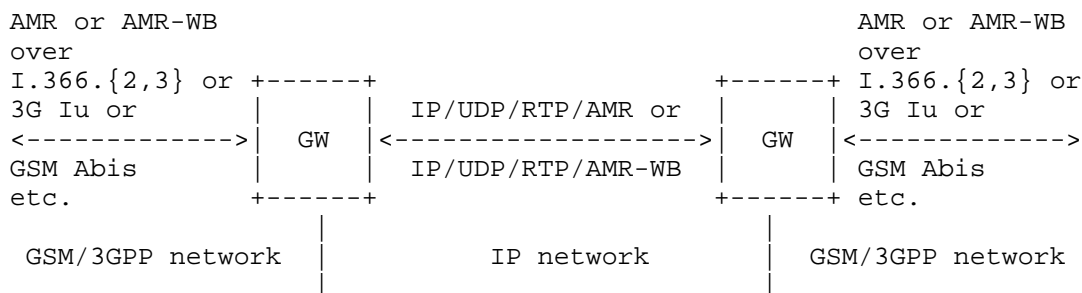 AMR or AMR-WB                                        AMR or AMR-WB
over                                                 over
I.366.{2,3} or +------+                      +------+ I.366.{2,3} or
3G Iu or       |      |  IP/UDP/RTP/AMR or   |      | 3G Iu or
<------------->|  GW  |<-------------------->|  GW  |<------------->
GSM Abis       |      |  IP/UDP/RTP/AMR-WB   |      | GSM Abis
etc.           +------+                      +------+ etc.
GSM/3GPP network | IP network | GSM/3GPP network